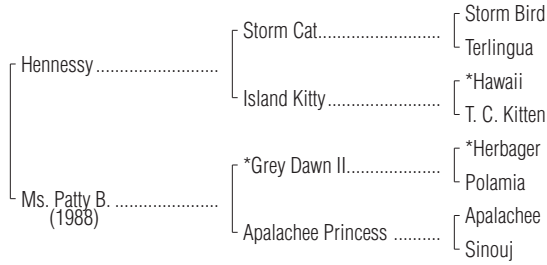 Storm Bird
Storm Cat....................
Terlingua
Hennessy ..........................
*Hawaii
Island Kitty ..................
T. C. Kitten
*Herbager
*Grey Dawn II...............
Polamia
Ms. Patty B. ......................
(1988)
Apalachee
Apalachee Princess ..........
Sinouj